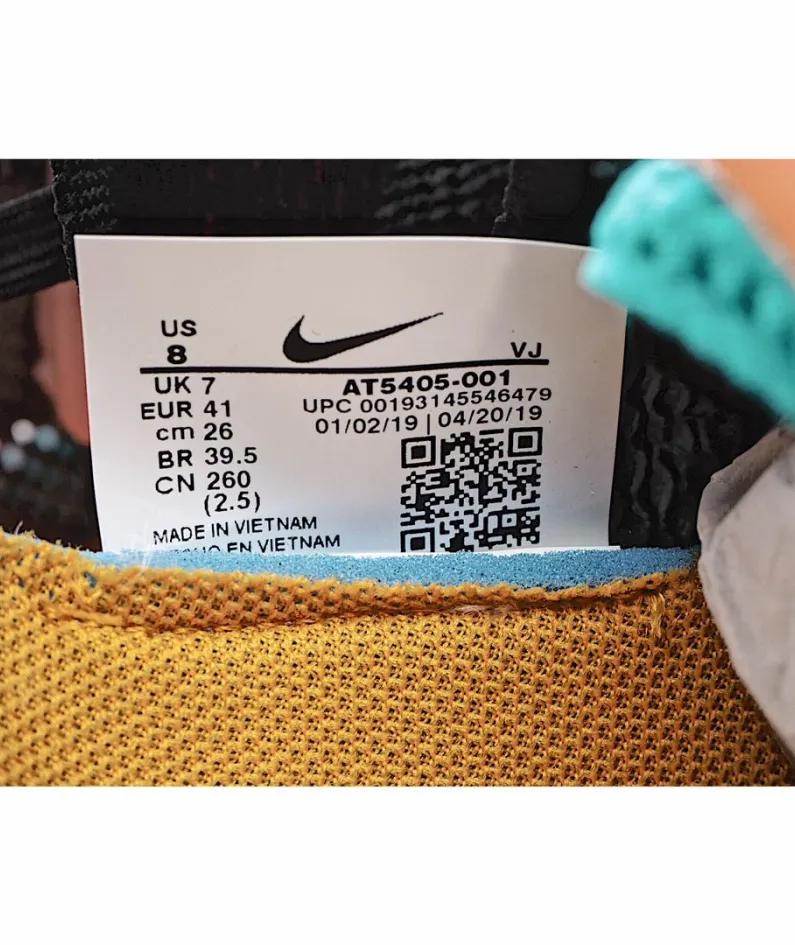 US
8
VJ
UK 7
EUR 41
cm 26
BR 39.5
CN 260
(2.5)
AT5405-001
UPC 00193145546479
01/02/19 | 04/20/19
MADE IN VIETNAM
EN VIETNAM